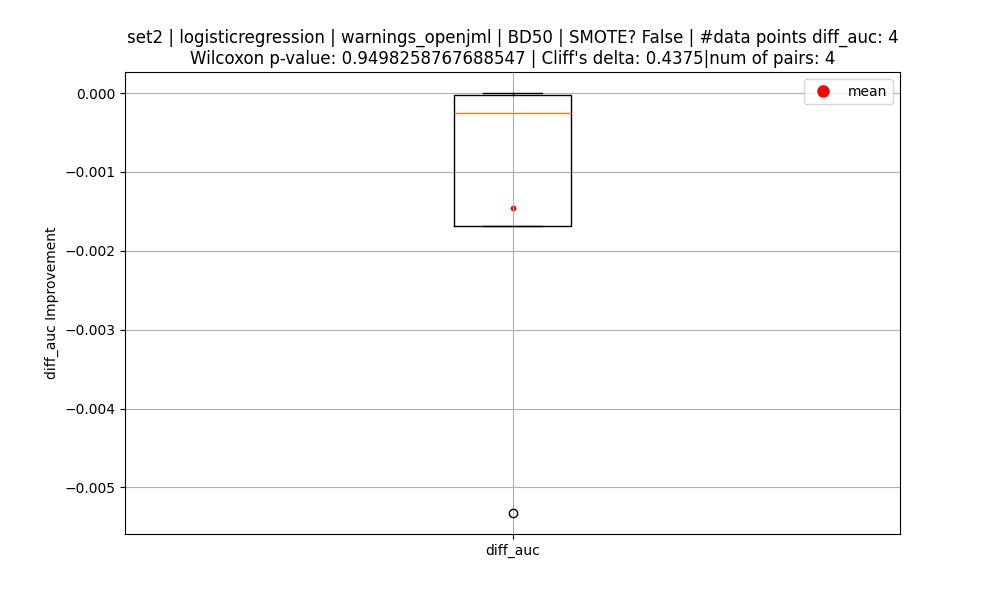 set2 | logisticregression | warnings_openjml | BD50 | SMOTE? False | #data points diff_auc: 4
Wilcoxon p-value: 0.9498258767688547 | Cliff's delta: 0.4375|num of pairs: 4
mean
0.000
−0.001
−0.002
−0.003
−0.004
−0.005
diff_auc Improvement
diff_auc